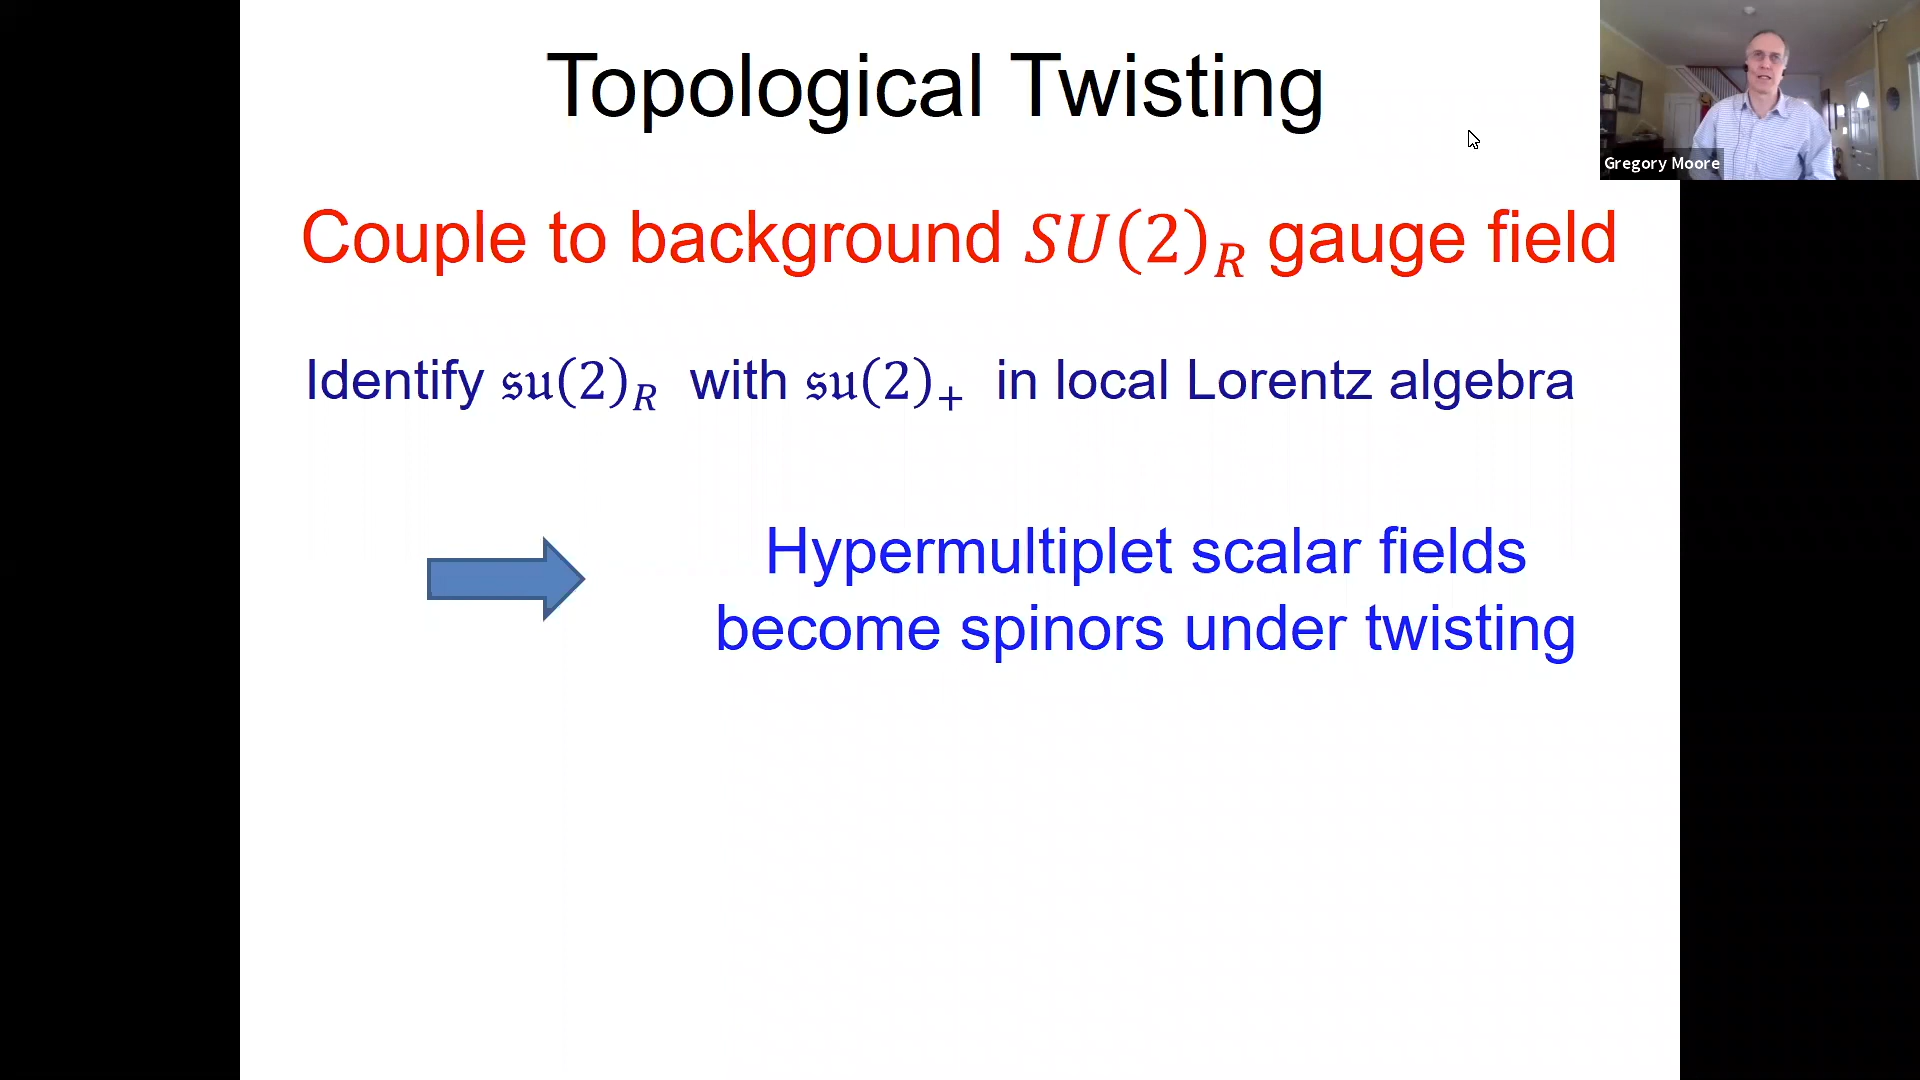 Topological Twisting
Gregory Moore
Couple to background 𝑆𝑈(2)_𝑅 gauge field
Identify 𝔰𝔲(2)_𝑅 with 𝔰𝔲(2)_+ in local Lorentz algebra
Hypermultiplet scalar fields
become spinors under twisting